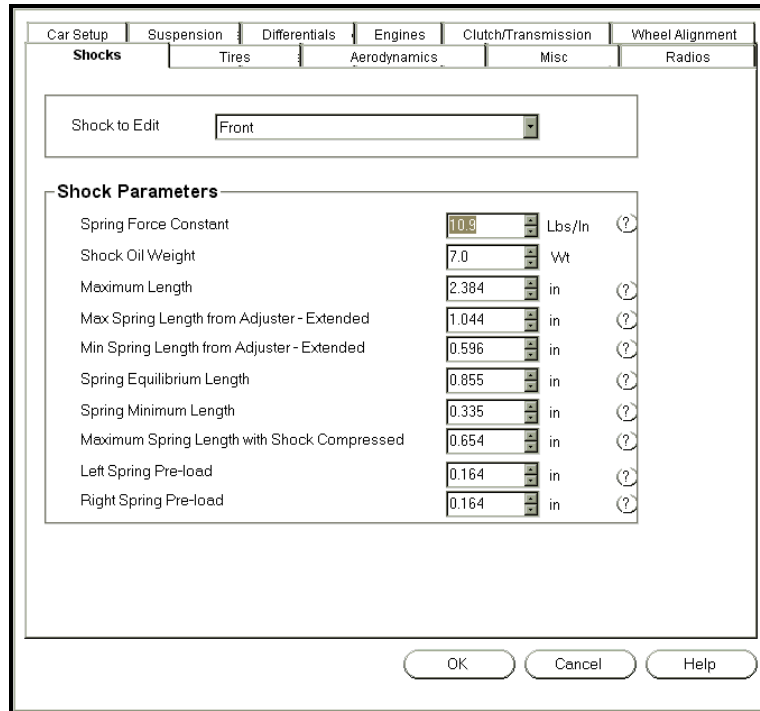 Car Setup Suspension Differentials Engines Clutch/Transmission Wheel Alignment
Shocks Tires Aerodynamics Misc Radios
Shock to Edit Front
Shock Parameters
Spring Force Constant 10.9 Lbs/In ?
Shock Oil Weight 7.0 Wt
Maximum Length 2.384 in ?
Max Spring Length from Adjuster - Extended 1.044 in ?
Min Spring Length from Adjuster - Extended 0.596 in ?
Spring Equilibrium Length 0.855 in ?
Spring Minimum Length 0.335 in ?
Maximum Spring Length with Shock Compressed 0.654 in ?
Left Spring Pre-load 0.164 in ?
Right Spring Pre-load 0.164 in ?
OK Cancel Help